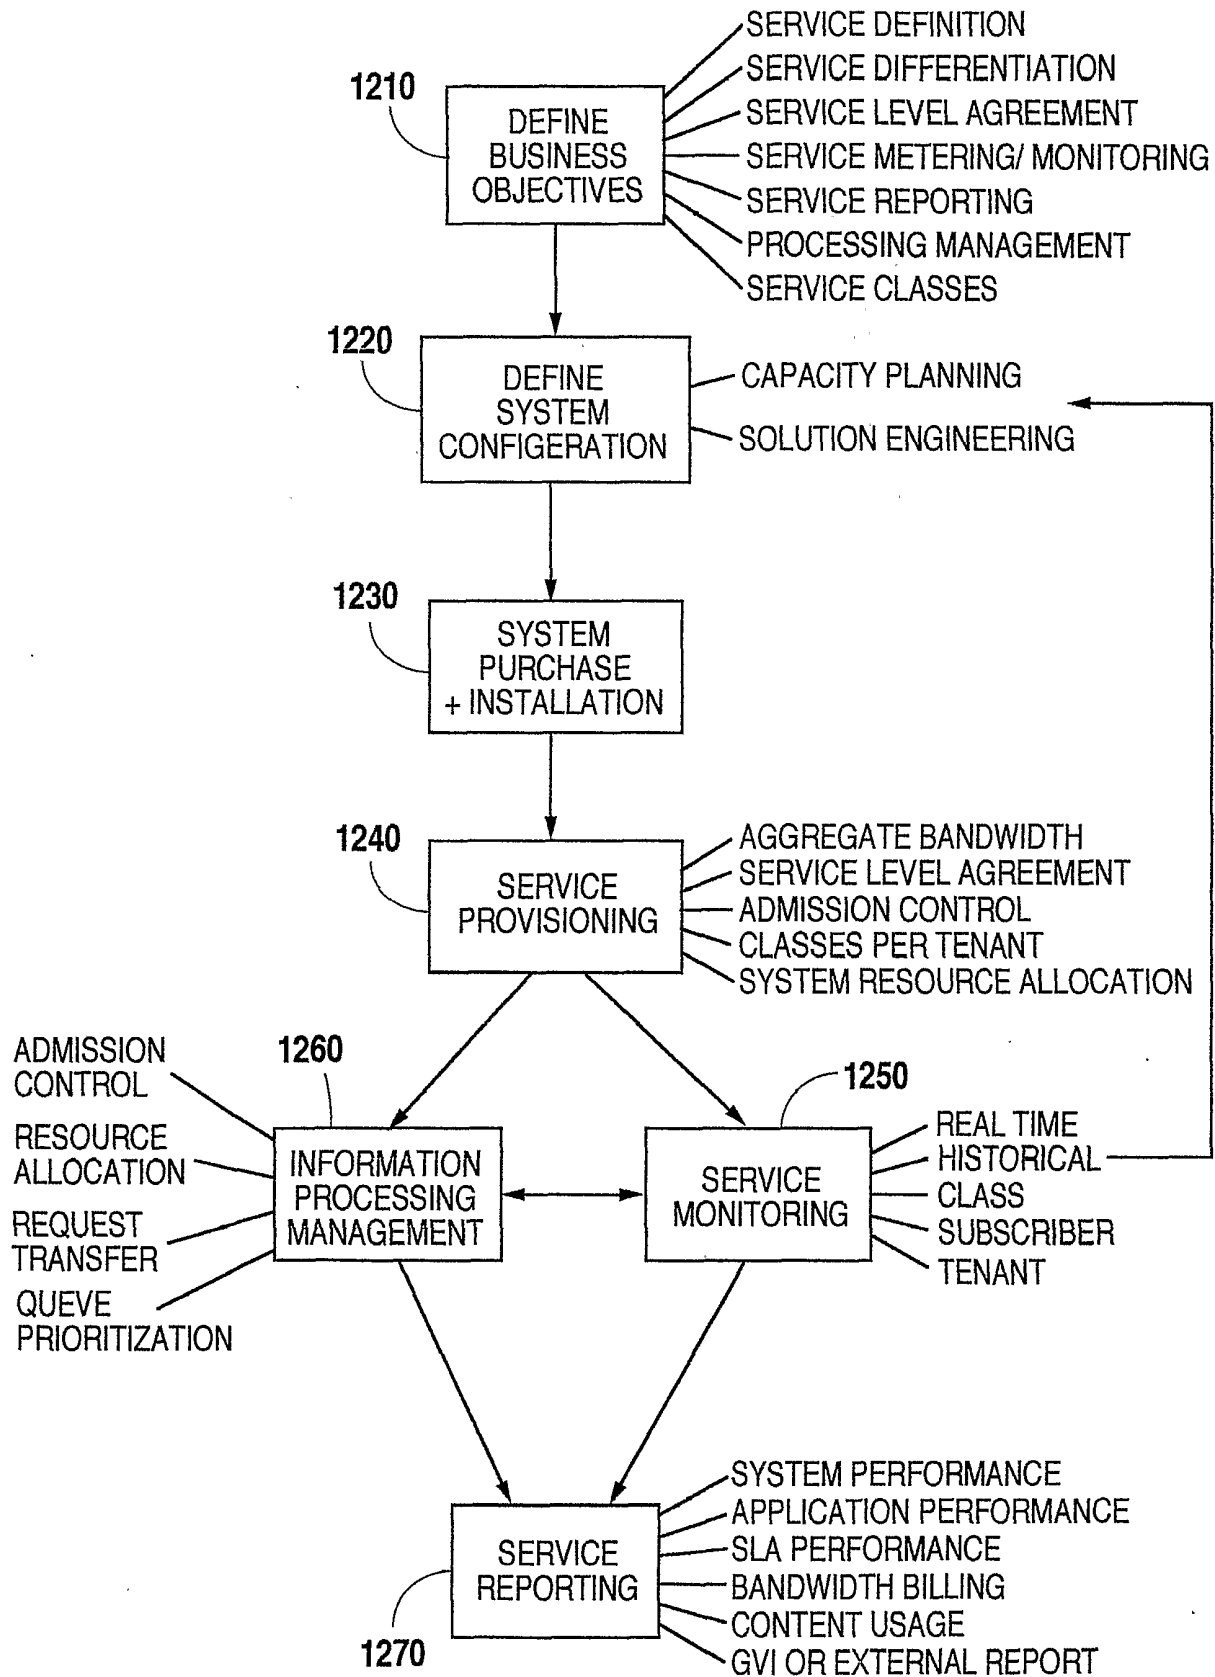 SERVICE DEFINITION
SERVICE DIFFERENTIATION
SERVICE LEVEL AGREEMENT
SERVICE METERING/ MONITORING
SERVICE REPORTING
PROCESSING MANAGEMENT
SERVICE CLASSES
1210
DEFINE
BUSINESS
OBJECTIVES
1220
DEFINE
SYSTEM
CONFIGERATION
CAPACITY PLANNING
SOLUTION ENGINEERING
1230
SYSTEM
PURCHASE
+ INSTALLATION
1240
SERVICE
PROVISIONING
AGGREGATE BANDWIDTH
SERVICE LEVEL AGREEMENT
ADMISSION CONTROL
CLASSES PER TENANT
SYSTEM RESOURCE ALLOCATION
ADMISSION
CONTROL
RESOURCE
ALLOCATION
REQUEST
TRANSFER
QUEVE
PRIORITIZATION
1260
INFORMATION
PROCESSING
MANAGEMENT
1250
SERVICE
MONITORING
REAL TIME
HISTORICAL
CLASS
SUBSCRIBER
TENANT
SERVICE
REPORTING
1270
SYSTEM PERFORMANCE
APPLICATION PERFORMANCE
SLA PERFORMANCE
BANDWIDTH BILLING
CONTENT USAGE
GVI OR EXTERNAL REPORT